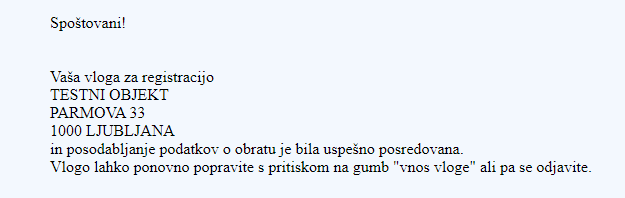 Spoštovani!
Vaša vloga za registracijo
TESTNI OBJEKT
PARMOVA 33
1000 LJUBLJANA
in posodabljanje podatkov o obratu je bila uspešno posredovana.
Vlogo lahko ponovno popravite s pritiskom na gumb "vnos vloge" ali pa se odjavite.